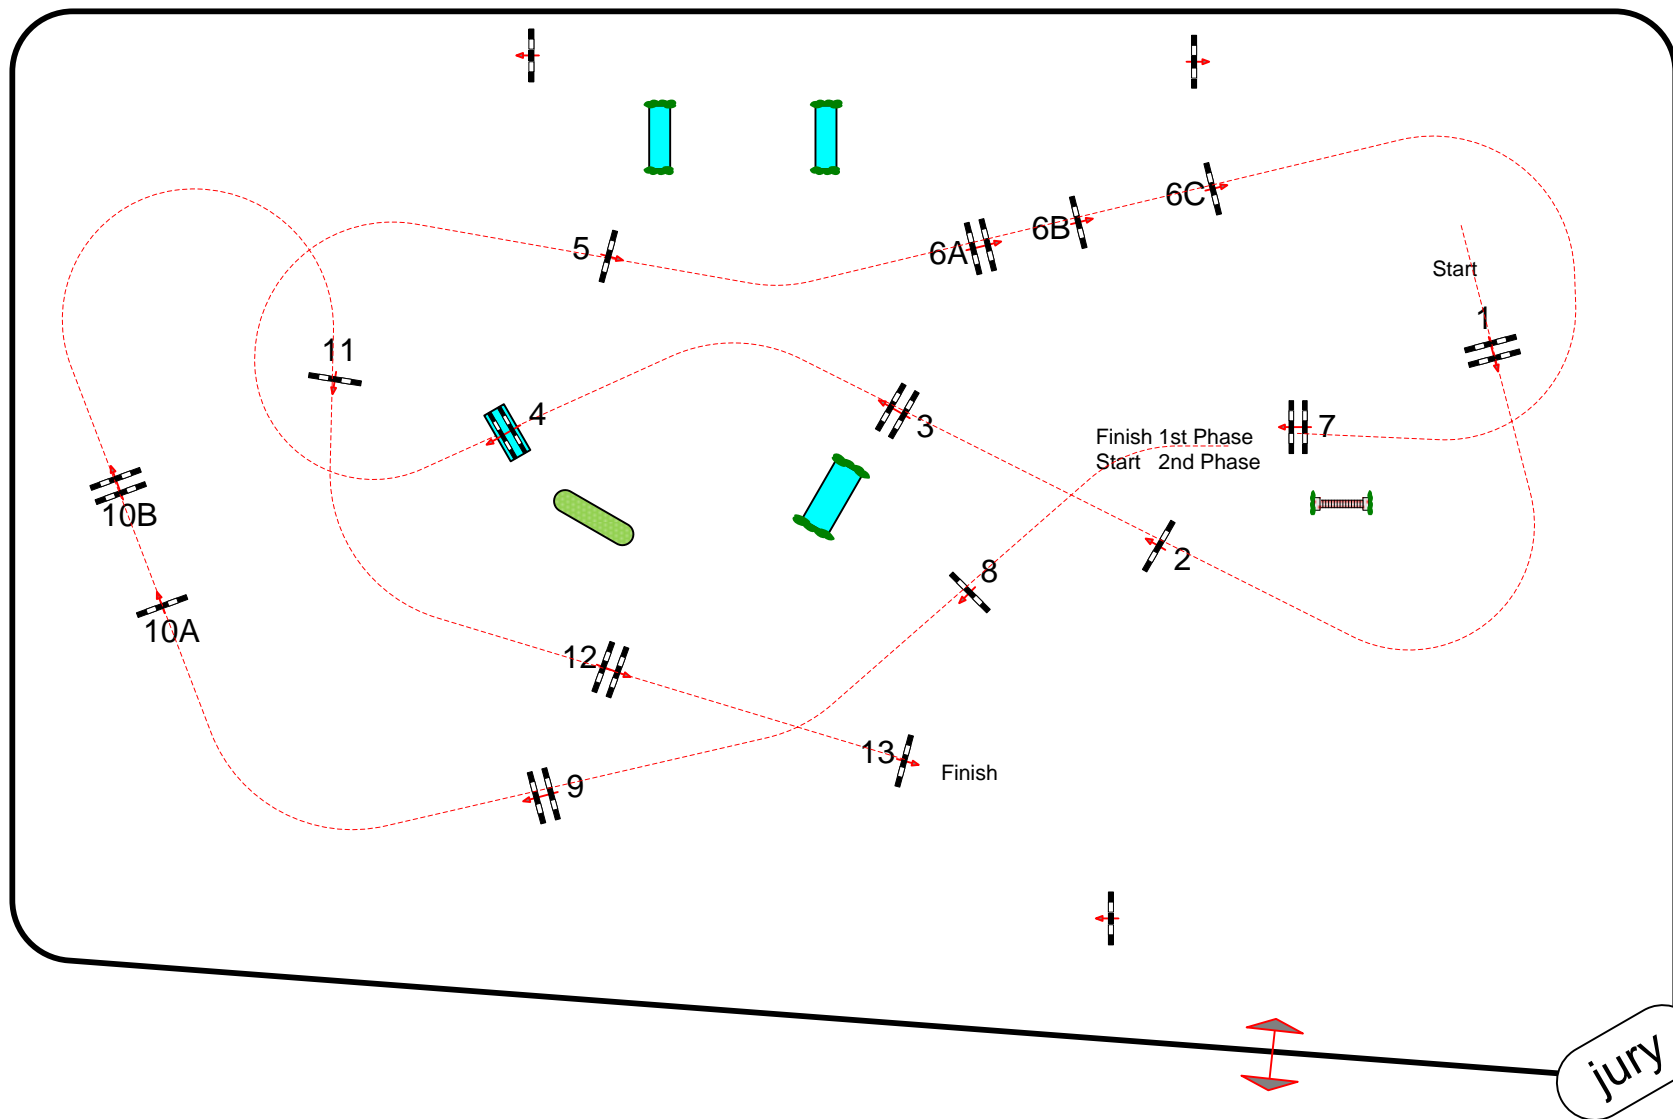 6C
6B
5
6A
Start
1
11
4
3
7
Finish 1st Phase
Start 2nd Phase
10B
2
8
10A
12
13
Finish
9
jury